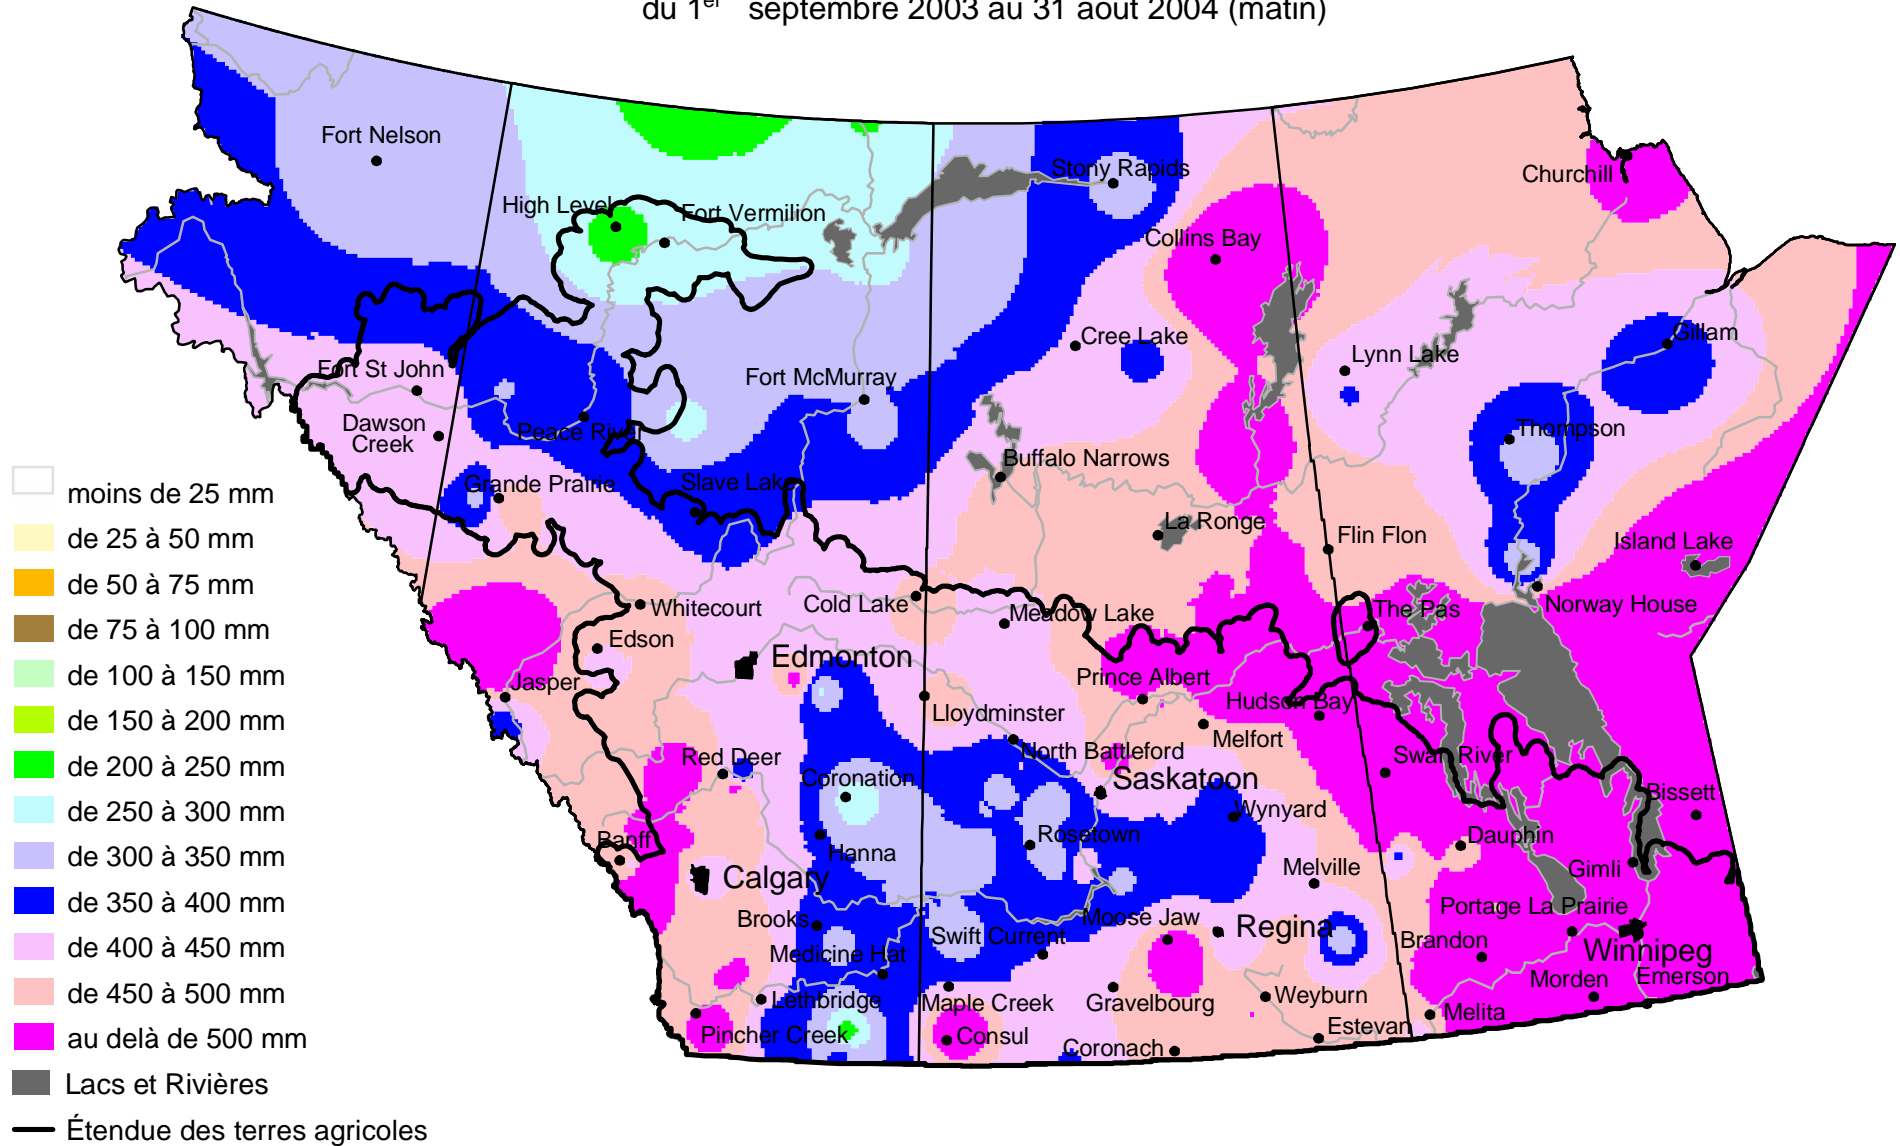 du 1er septembre 2003 au 31 août 2004 (matin)
Fort Nelson
Stony Rapids
Churchill
High Level
Fort Vermilion
Collins Bay
Cree Lake
Gillam
Lynn Lake
Fort St John
Fort McMurray
Dawson
Creek
Peace River
Thompson
Buffalo Narrows
Grande Prairie
Slave Lake
La Ronge
Flin Flon
Island Lake
Whitecourt
Cold Lake
Meadow Lake
The Pas
Norway House
Edson
Edmonton
Jasper
Prince Albert
Hudson Bay
Lloydminster
Melfort
North Battleford
Swan River
Red Deer
Coronation
Saskatoon
Bissett
Wynyard
Rosetown
Dauphin
Banff
Hanna
Melville
Gimli
Calgary
Portage La Prairie
Brooks
Moose Jaw
Regina
Swift Current
Brandon
Winnipeg
Medicine Hat
Morden
Emerson
Lethbridge
Maple Creek
Gravelbourg
Weyburn
Melita
Pincher Creek
Consul
Coronach
Estevan
moins de 25 mm
de 25 à 50 mm
de 50 à 75 mm
de 75 à 100 mm
de 100 à 150 mm
de 150 à 200 mm
de 200 à 250 mm
de 250 à 300 mm
de 300 à 350 mm
de 350 à 400 mm
de 400 à 450 mm
de 450 à 500 mm
au delà de 500 mm
Lacs et Rivières
Étendue des terres agricoles